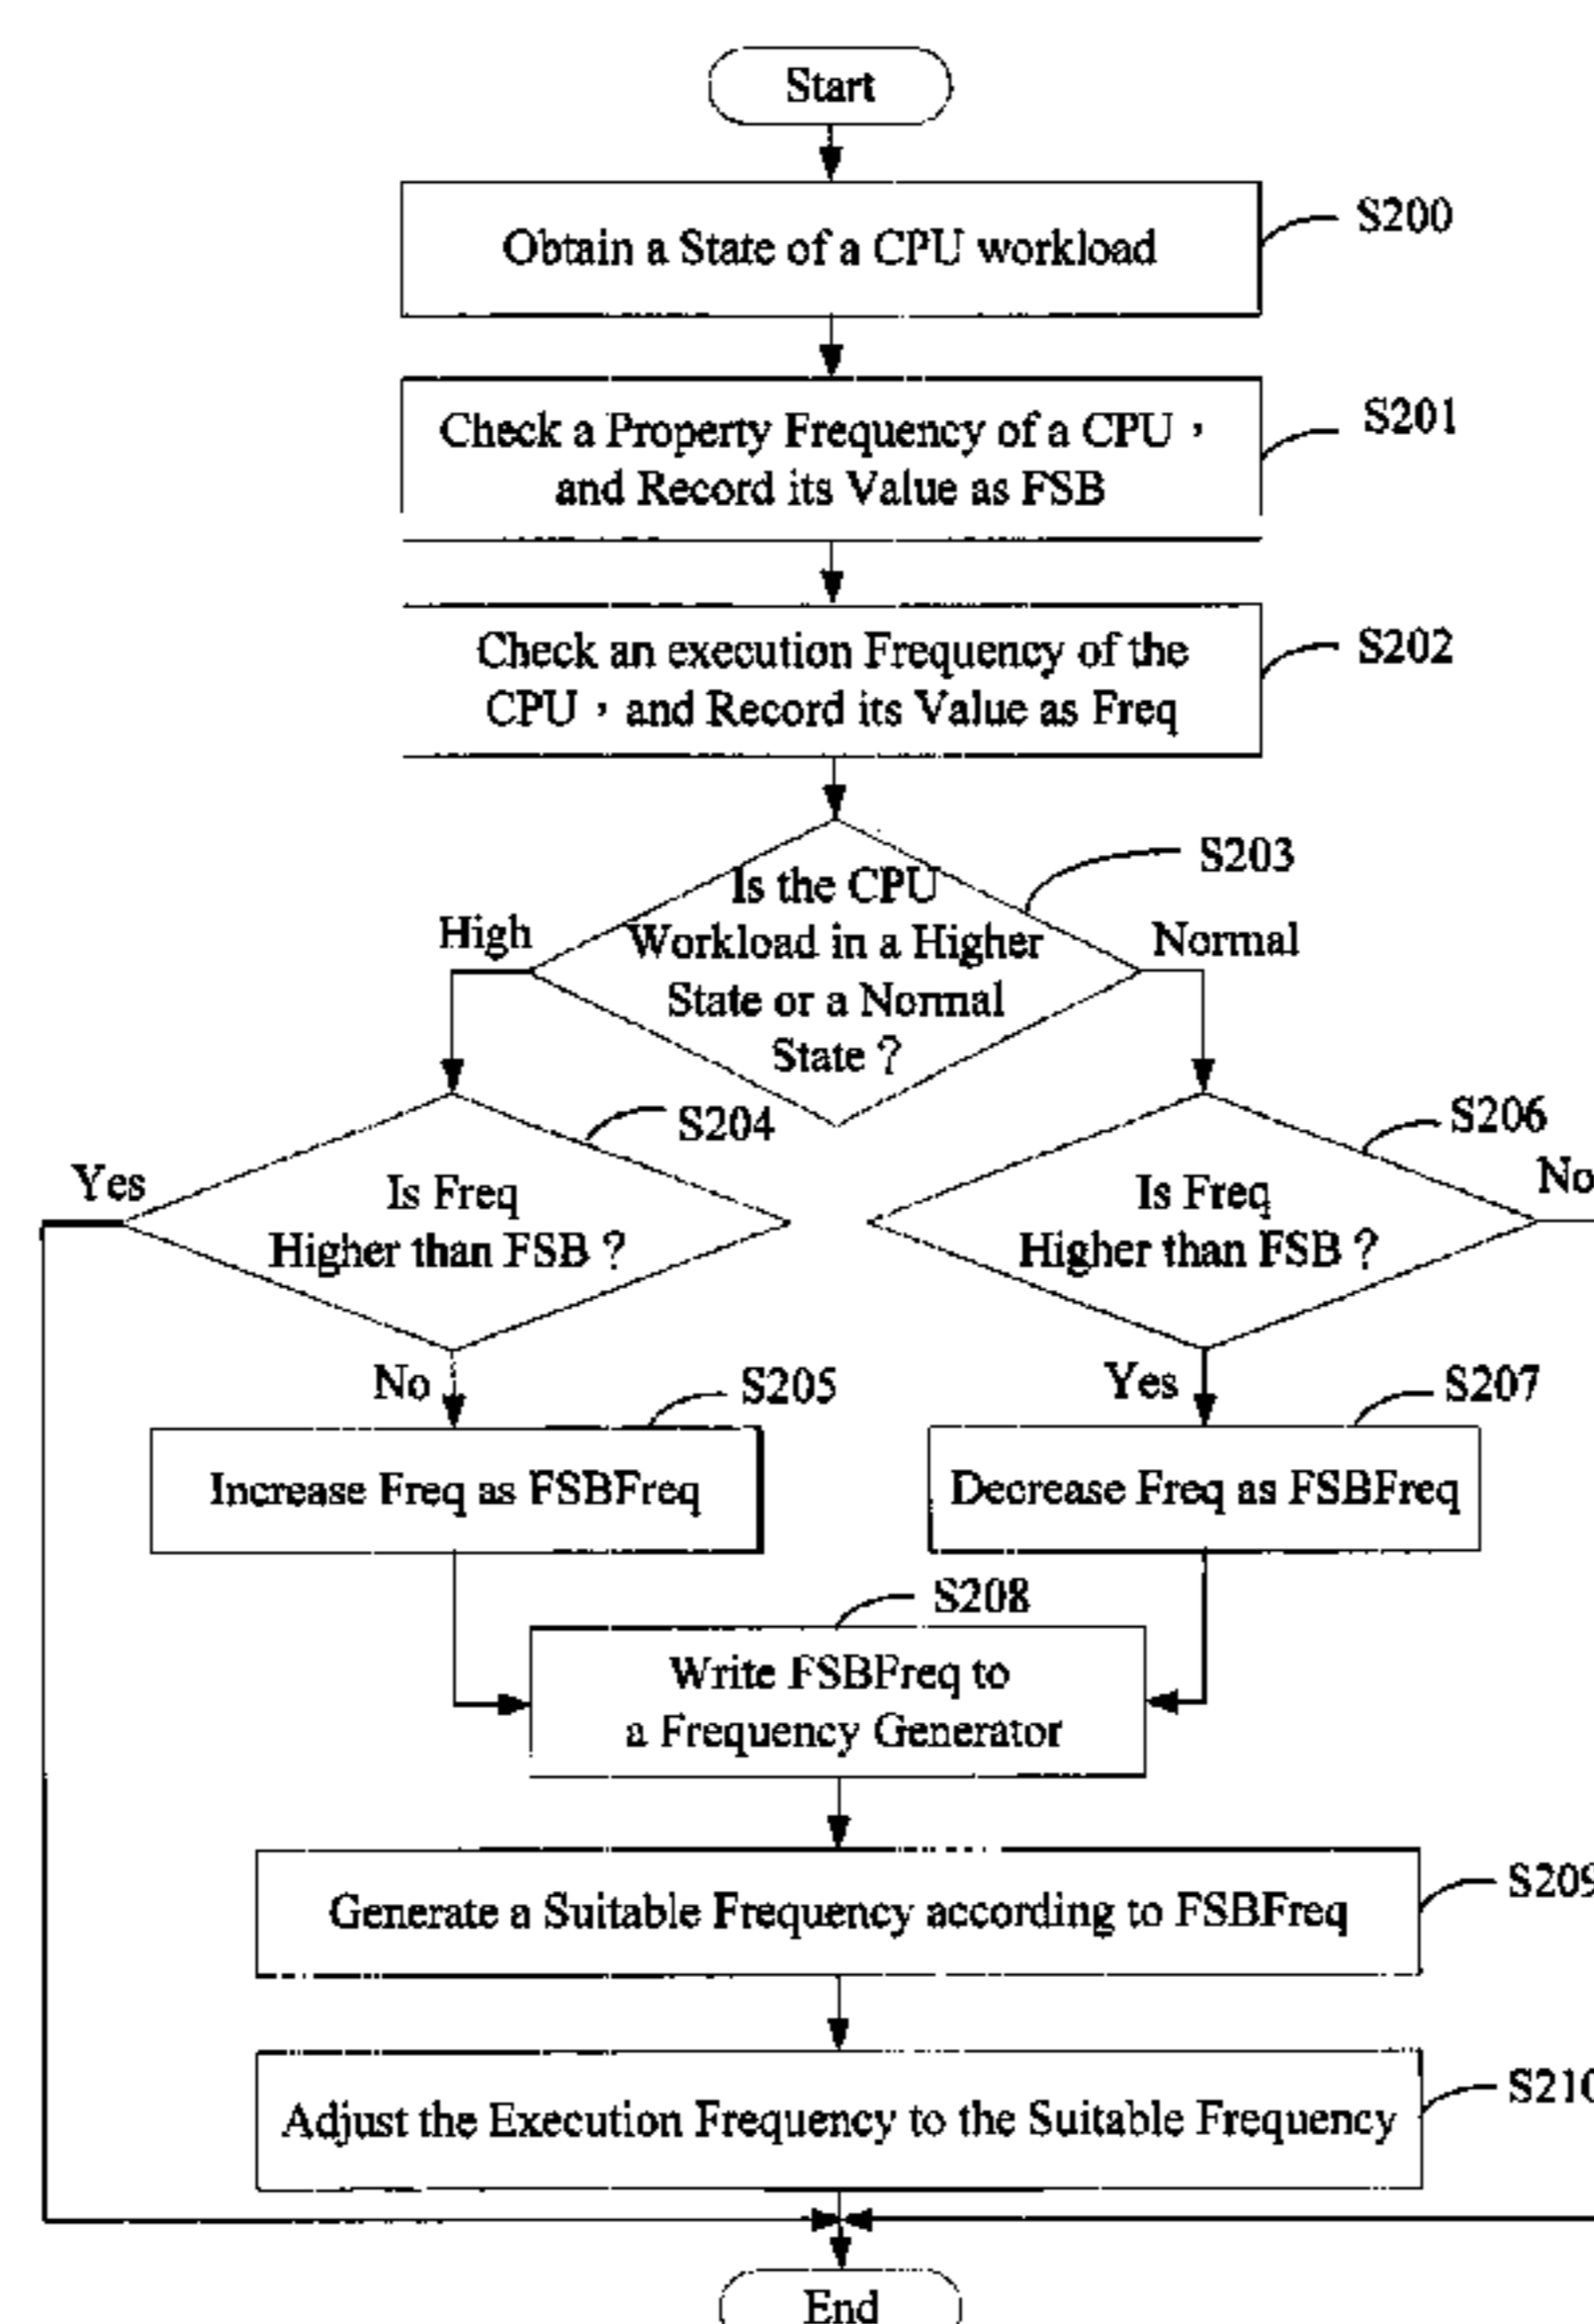 Start
Obtain a State of a CPU workload
S200
Check a Property Frequency of a CPU，
and Record its Value as FSB
S201
Check an execution Frequency of the
CPU，and Record its Value as Freq
S202
Is the CPU
Workload in a Higher
State or a Normal
State？
S203
High
Normal
Is Freq
Higher than FSB？
S204
Yes
No
Is Freq
Higher than FSB？
S206
No
Yes
Increase Freq as FSBFreq
S205
Decrease Freq as FSBFreq
S207
Write FSBFreq to
a Frequency Generator
S208
Generate a Suitable Frequency according to FSBFreq
S209
Adjust the Execution Frequency to the Suitable Frequency
S210
End